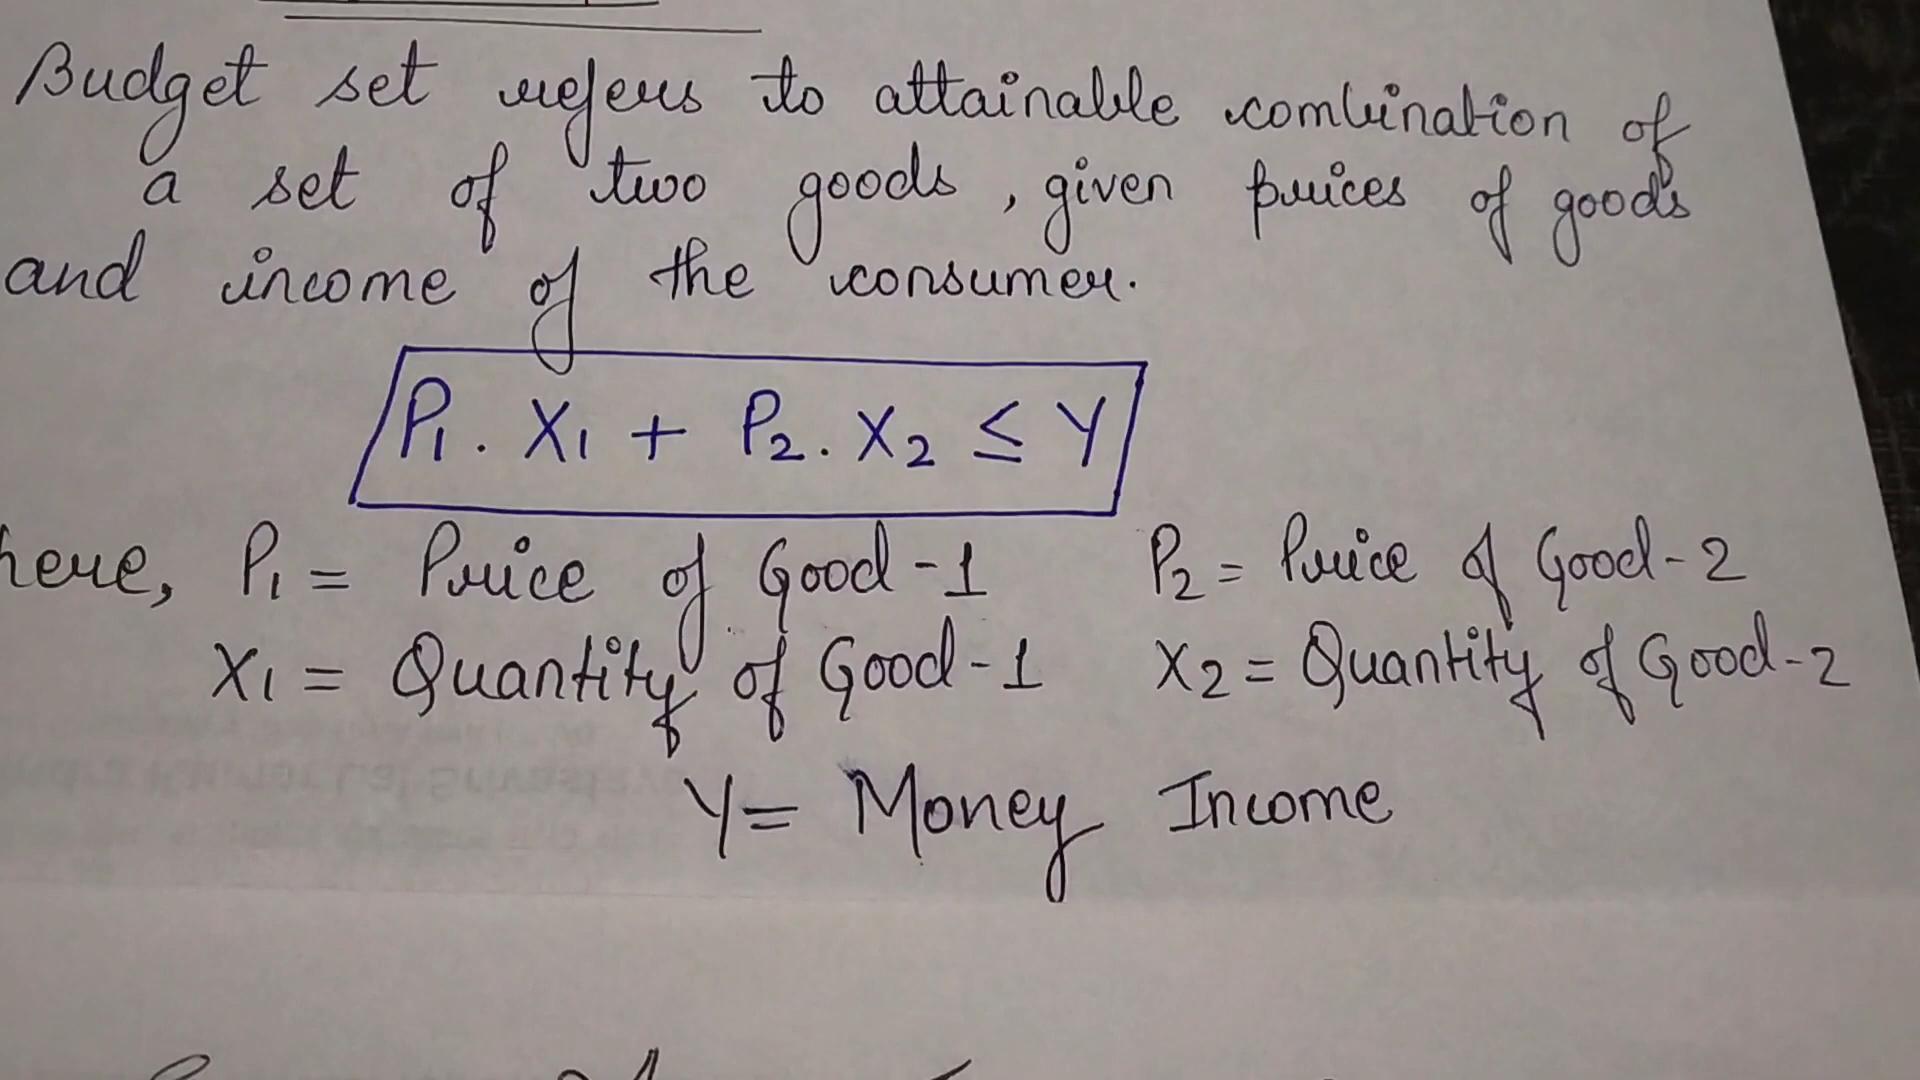 Budget set refers to attainable combination of
a set of two goods, given prices of goods
and income of the consumer.
P₁ . X₁ + P₂ . X₂ ≤ Y
here, P₁ = Price of Good-1 P₂ = Price of Good-2
X₁ = Quantity of Good-1 X₂ = Quantity of Good-2
Y = Money Income